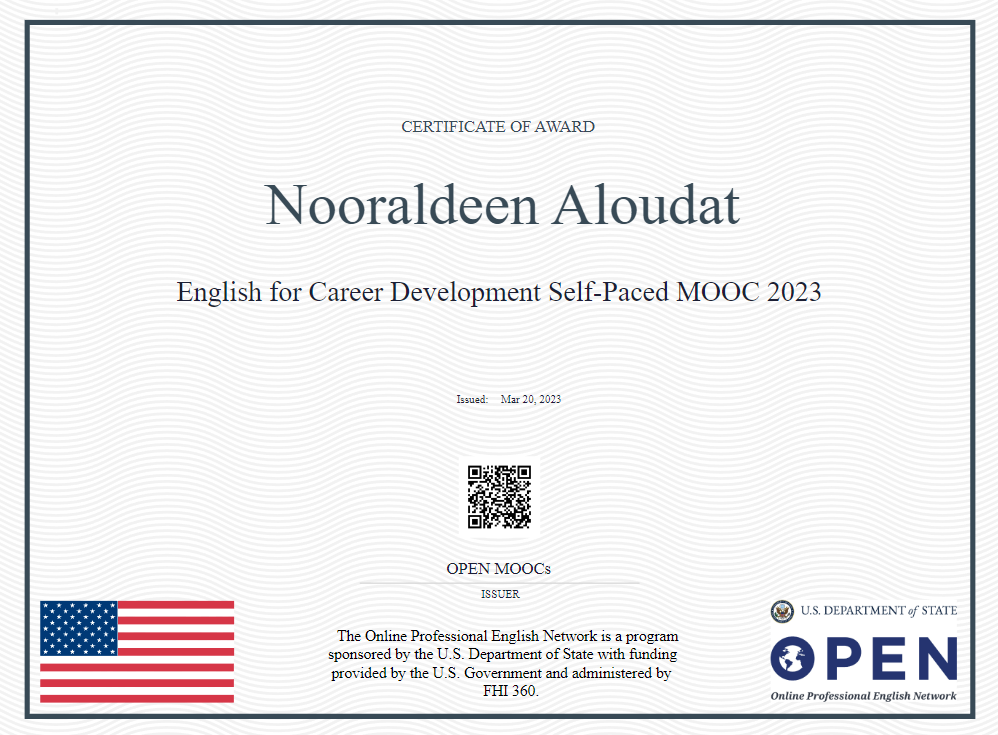 CERTIFICATE OF AWARD
Nooraldeen Aloudat
English for Career Development Self-Paced MOOC 2023
Issued: Mar 20, 2023
OPEN MOOCs
ISSUER
The Online Professional English Network is a program
sponsored by the U.S. Department of State with funding
provided by the U.S. Government and administered by
FHI 360.
U.S. DEPARTMENT of STATE
OPEN
Online Professional English Network